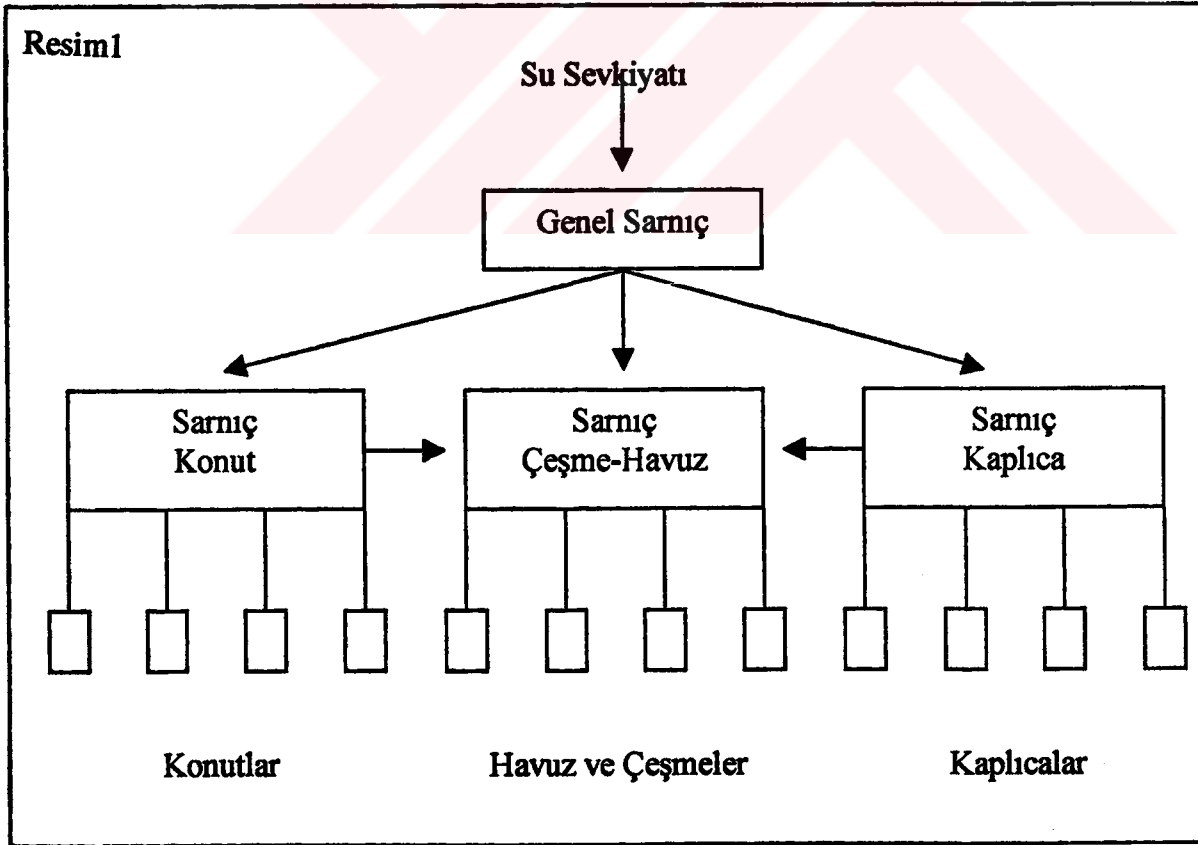 Resim1
Su Sevkiyatı
Genel Sarnıç
Sarnıç
Konut
Sarnıç
Çeşme-Havuz
Sarnıç
Kaplıca
Konutlar
Havuz ve Çeşmeler
Kaplıcalar